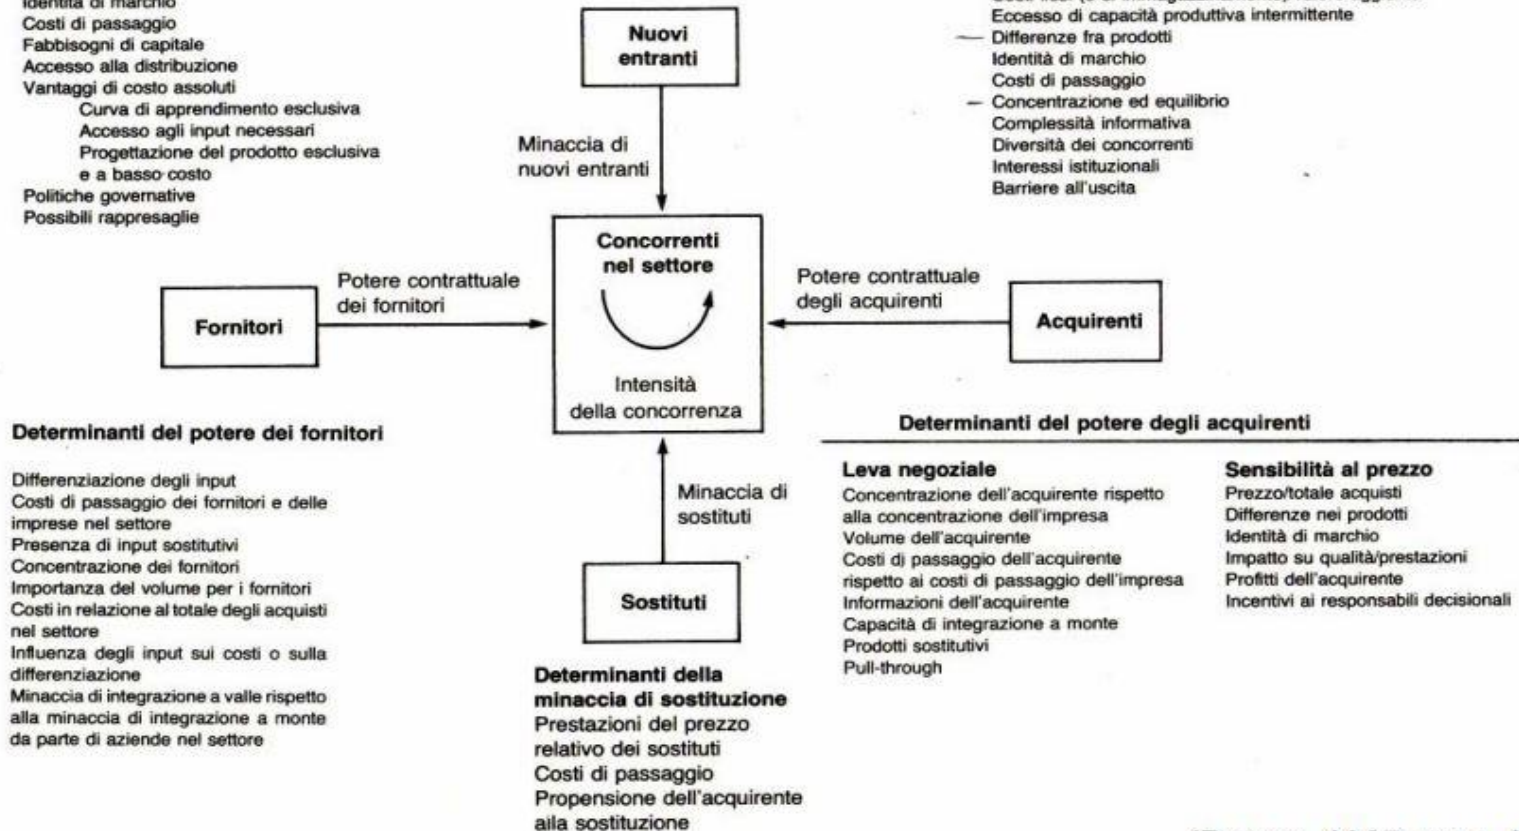 Identità di marchio
Costi di passaggio
Fabbisogni di capitale
Accesso alla distribuzione
Vantaggi di costo assoluti
Curva di apprendimento esclusiva
Accesso agli input necessari
Progettazione del prodotto esclusiva
e a basso costo
Politiche governative
Possibili rappresaglie
Nuovi
entranti
Eccesso di capacità produttiva intermittente
Differenze fra prodotti
Identità di marchio
Costi di passaggio
Concentrazione ed equilibrio
Complessità informativa
Diversità dei concorrenti
Interessi istituzionali
Barriere all'uscita
Minaccia di
nuovi entranti
Concorrenti
nel settore
Intensità
della concorrenza
Potere contrattuale
dei fornitori
Fornitori
Potere contrattuale
degli acquirenti
Acquirenti
Determinanti del potere dei fornitori
Differenziazione degli input
Costi di passaggio dei fornitori e delle
imprese nel settore
Presenza di input sostitutivi
Concentrazione dei fornitori
Importanza del volume per i fornitori
Costi in relazione al totale degli acquisti
nel settore
Influenza degli input sui costi o sulla
differenziazione
Minaccia di integrazione a valle rispetto
alla minaccia di integrazione a monte
da parte di aziende nel settore
Minaccia di
sostituti
Sostituti
Determinanti della
minaccia di sostituzione
Prestazioni del prezzo
relativo dei sostituti
Costi di passaggio
Propensione dell'acquirente
alla sostituzione
Determinanti del potere degli acquirenti
Leva negoziale
Concentrazione dell'acquirente rispetto
alla concentrazione dell'impresa
Volume dell'acquirente
Costi di passaggio dell'acquirente
rispetto ai costi di passaggio dell'impresa
Informazioni dell'acquirente
Capacità di integrazione a monte
Prodotti sostitutivi
Pull-through
Sensibilità al prezzo
Prezzo/totale acquisti
Differenze nei prodotti
Identità di marchio
Impatto su qualità/prestazioni
Profitti dell'acquirente
Incentivi ai responsabili decisionali